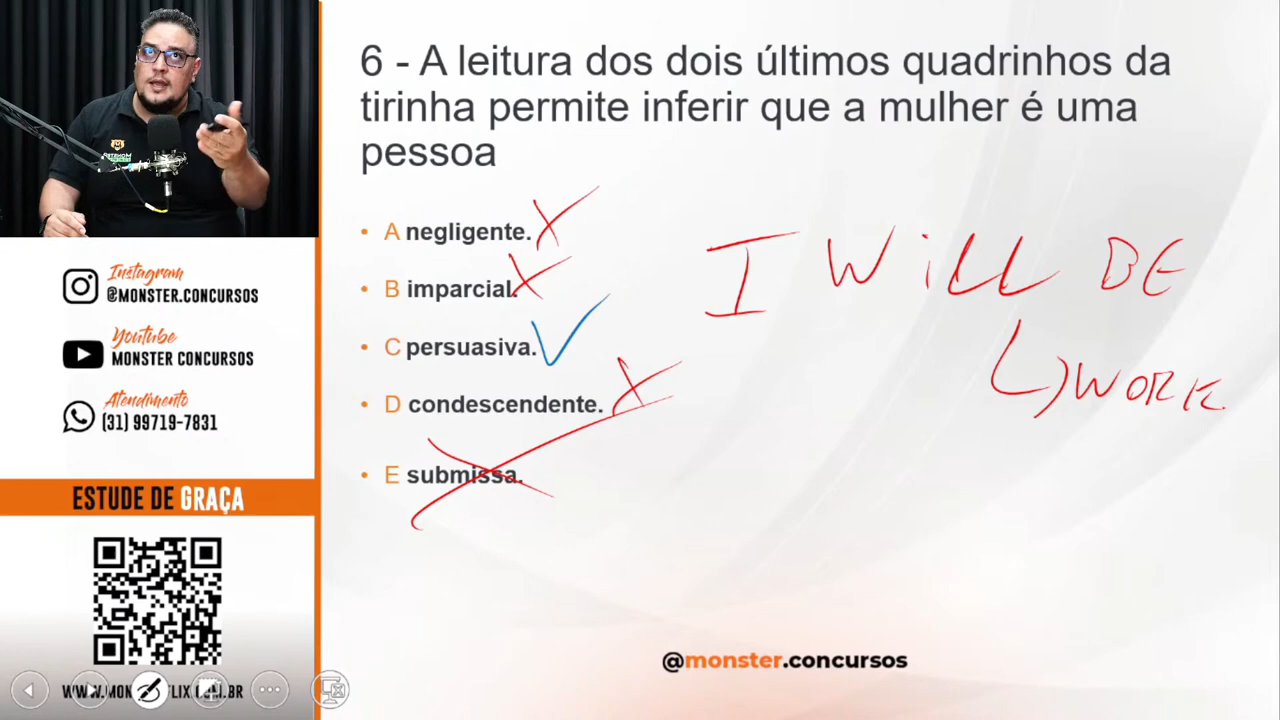 6 - A leitura dos dois últimos quadrinhos da
tirinha permite inferir que a mulher é uma
pessoa
• A negligente.
• B imparcial.
• C persuasiva.
• D condescendente.
• E submissa.
I WiLL BE
WORK
Instagram
@MONSTER.CONCURSOS
Youtube
MONSTER CONCURSOS
Atendimento
(31) 99719-7831
ESTUDE DE GRAÇA
@monster.concursos